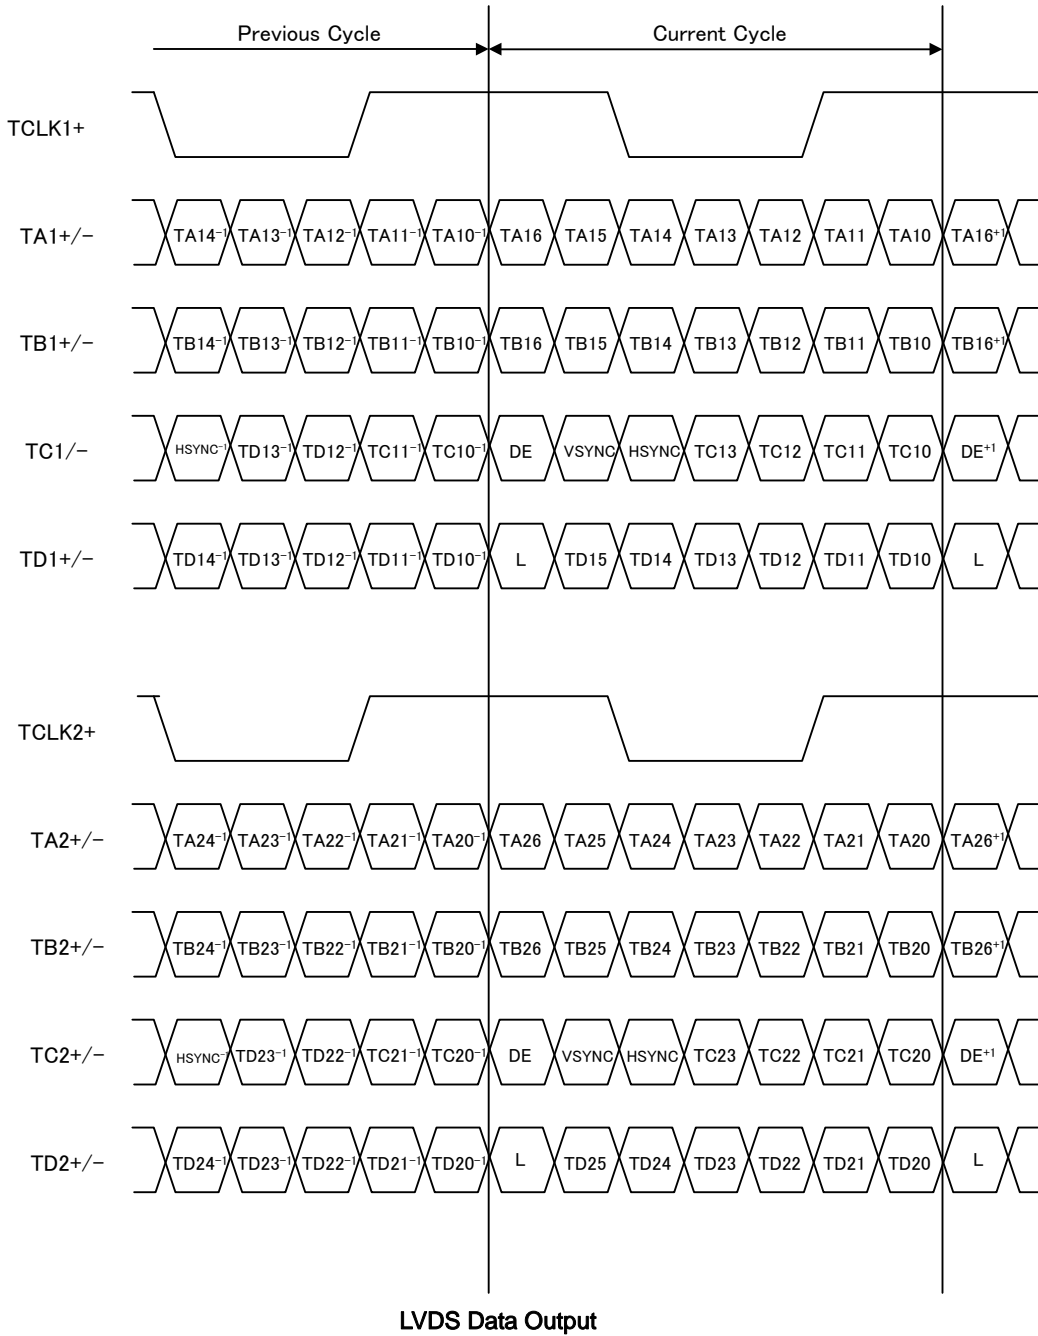 Previous Cycle Current Cycle
TCLK1+
TA1+/- TA14⁻¹ TA13⁻¹ TA12⁻¹ TA11⁻¹ TA10⁻¹ TA16 TA15 TA14 TA13 TA12 TA11 TA10 TA16⁺¹
TB1+/- TB14⁻¹ TB13⁻¹ TB12⁻¹ TB11⁻¹ TB10⁻¹ TB16 TB15 TB14 TB13 TB12 TB11 TB10 TB16⁺¹
TC1/- HSYNC⁻¹ TD13⁻¹ TD12⁻¹ TC11⁻¹ TC10⁻¹ DE VSYNC HSYNC TC13 TC12 TC11 TC10 DE⁺¹
TD1+/- TD14⁻¹ TD13⁻¹ TD12⁻¹ TD11⁻¹ TD10⁻¹ L TD15 TD14 TD13 TD12 TD11 TD10 L
TCLK2+
TA2+/- TA24⁻¹ TA23⁻¹ TA22⁻¹ TA21⁻¹ TA20⁻¹ TA26 TA25 TA24 TA23 TA22 TA21 TA20 TA26⁺¹
TB2+/- TB24⁻¹ TB23⁻¹ TB22⁻¹ TB21⁻¹ TB20⁻¹ TB26 TB25 TB24 TB23 TB22 TB21 TB20 TB26⁺¹
TC2+/- HSYNC⁻¹ TD23⁻¹ TD22⁻¹ TC21⁻¹ TC20⁻¹ DE VSYNC HSYNC TC23 TC22 TC21 TC20 DE⁺¹
TD2+/- TD24⁻¹ TD23⁻¹ TD22⁻¹ TD21⁻¹ TD20⁻¹ L TD25 TD24 TD23 TD22 TD21 TD20 L
LVDS Data Output